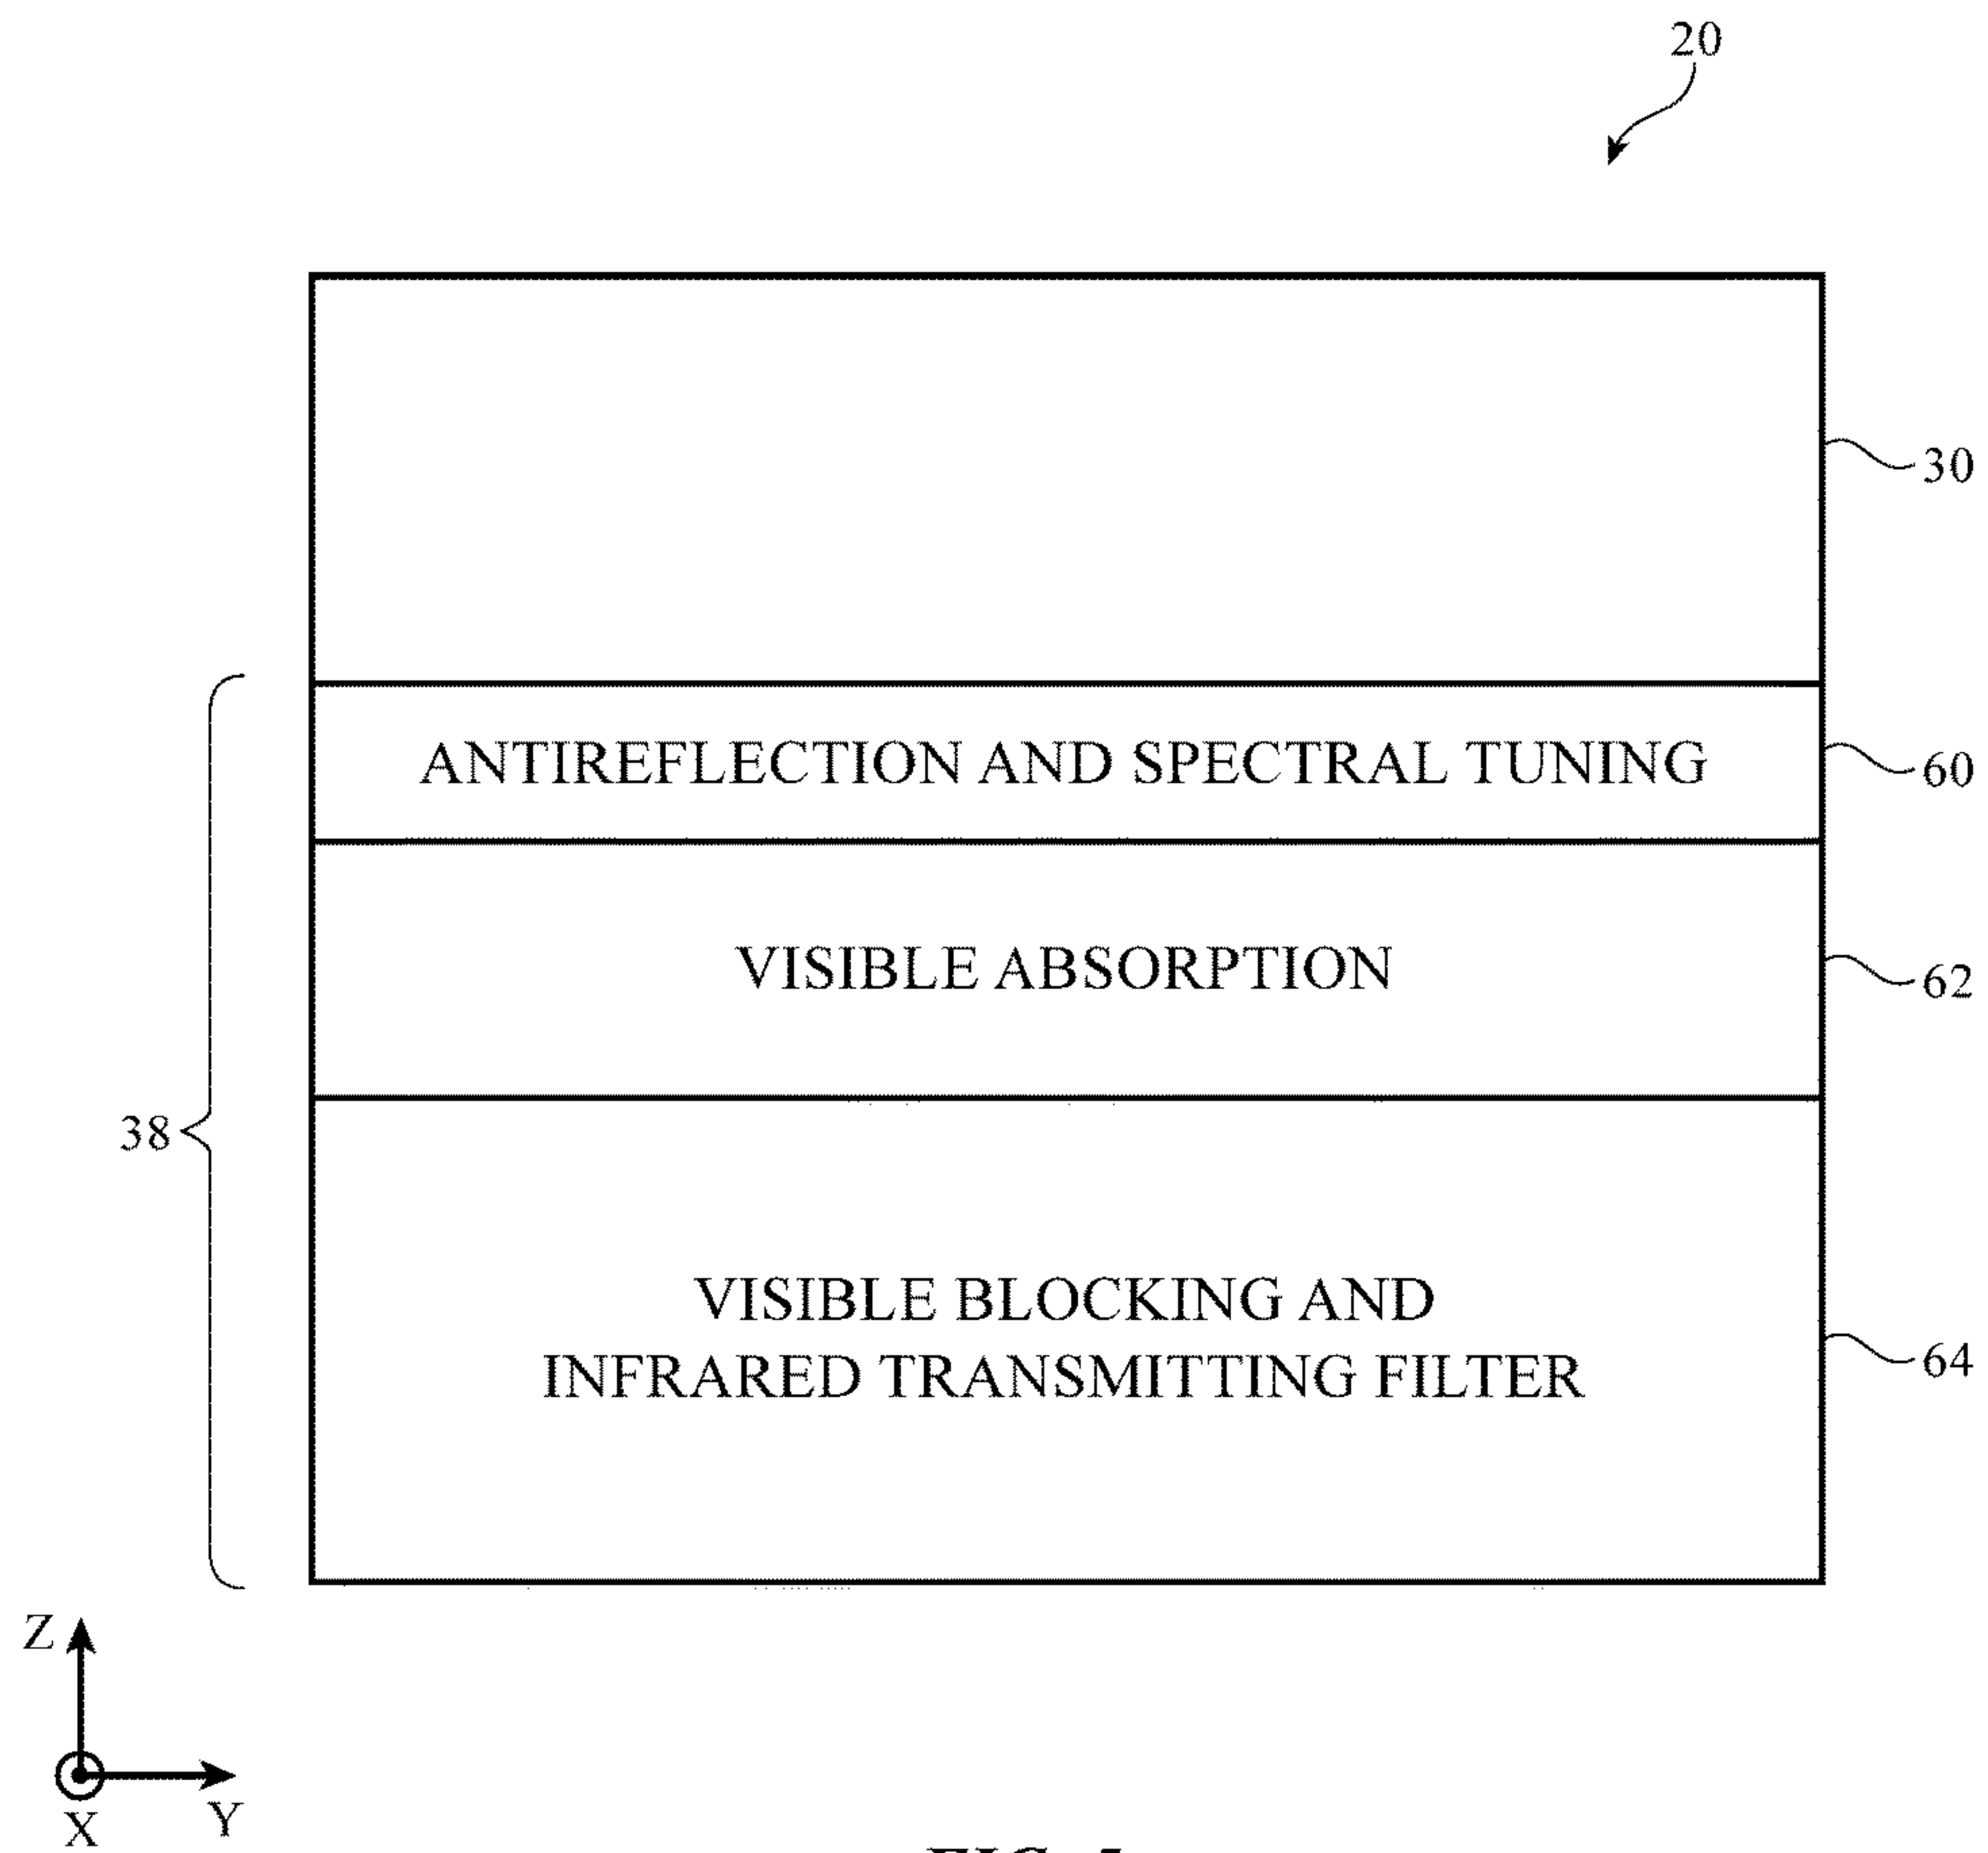 20
30
ANTIREFLECTION AND SPECTRAL TUNING
60
VISIBLE ABSORPTION
62
38
VISIBLE BLOCKING AND
INFRARED TRANSMITTING FILTER
64
Z
X
Y